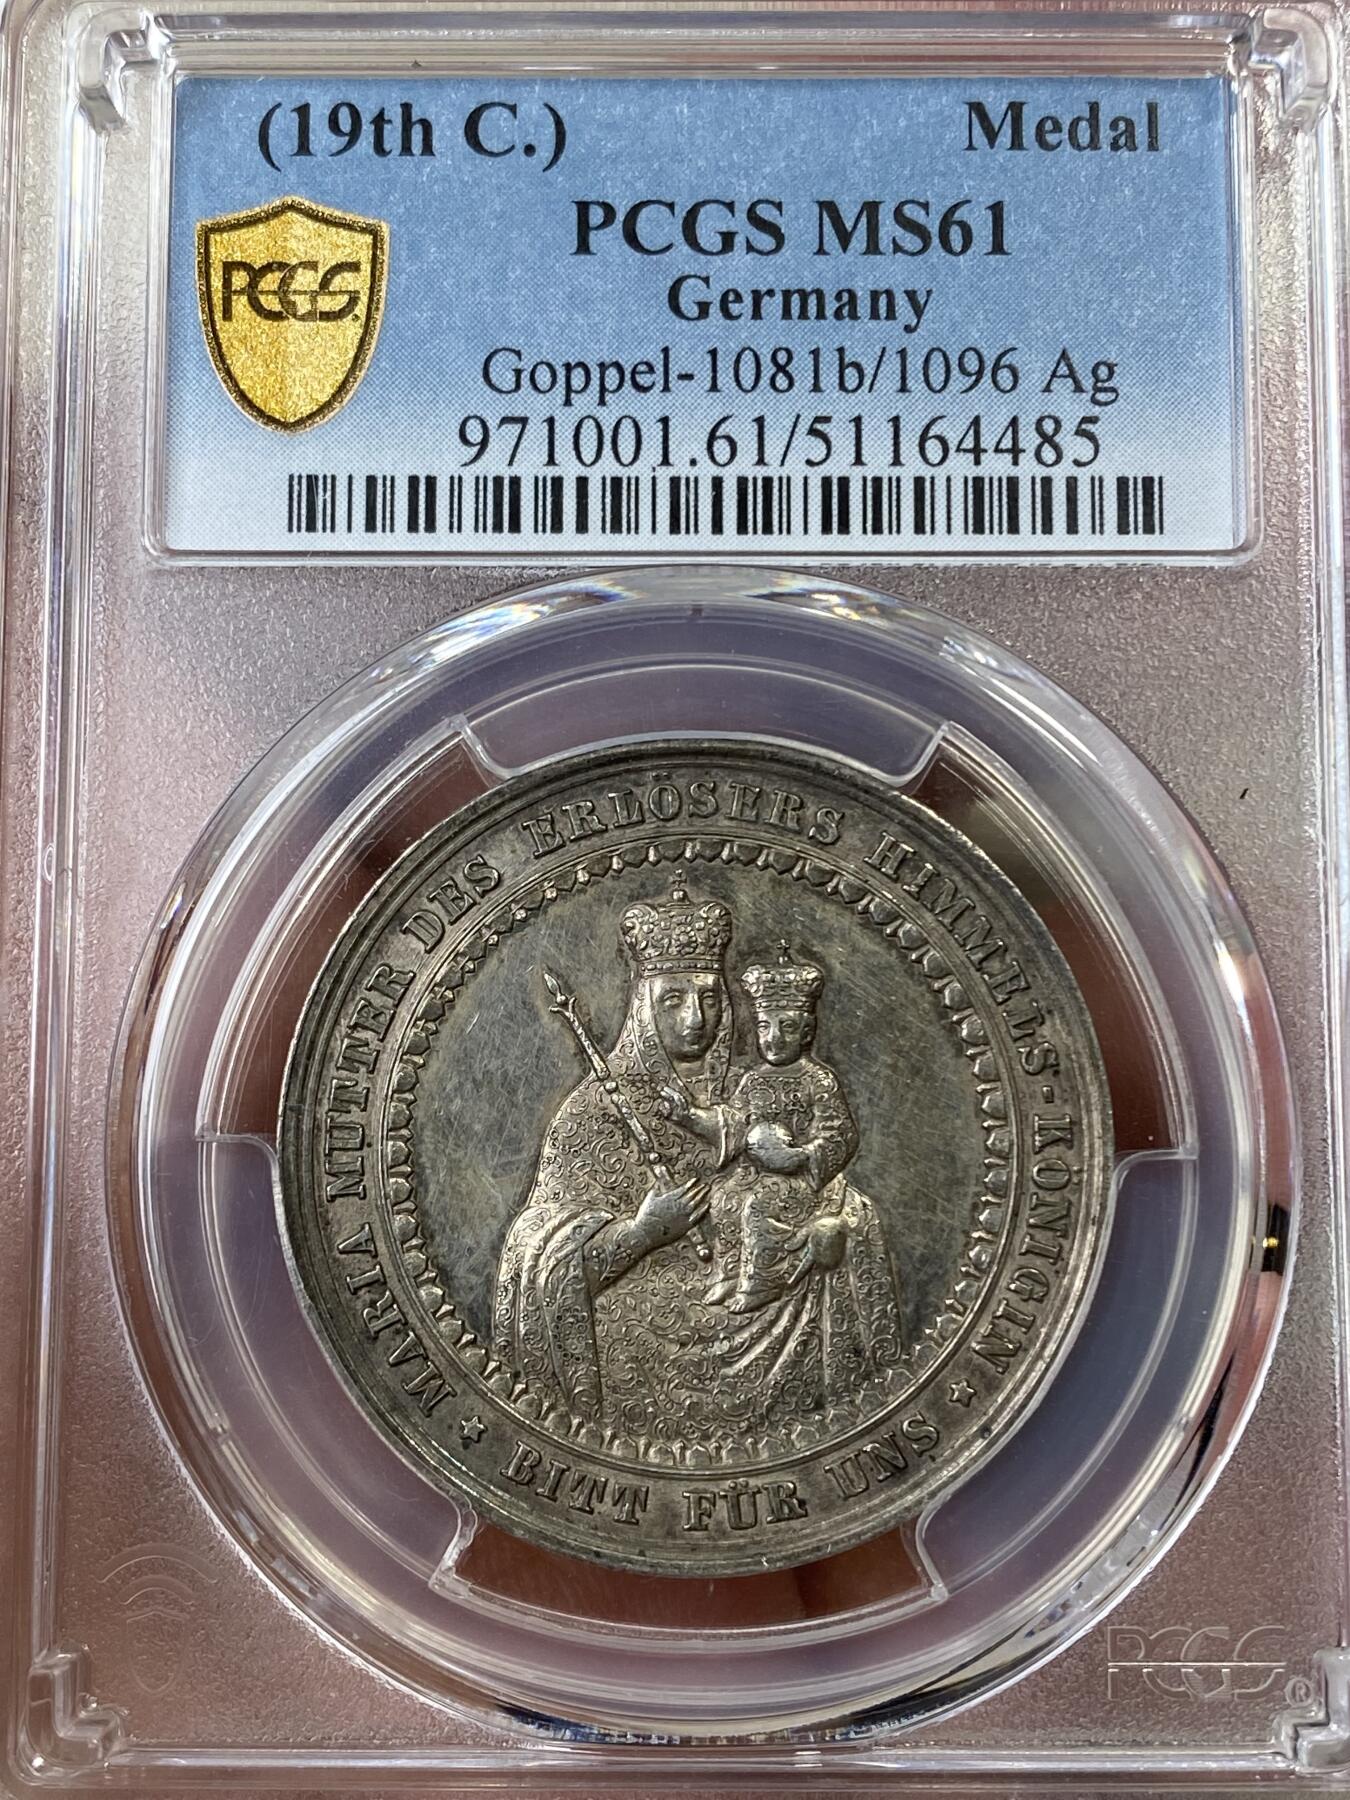 (19th C.) Medal
PCGS MS61
Germany
PCGS
Goppel-1081b/1096 Ag
971001.61/51164485
MARIA MUTTER DES ERLÖSERS HIMMELS-KÖNIGIN
BITT FÜR UNS
PCGS®